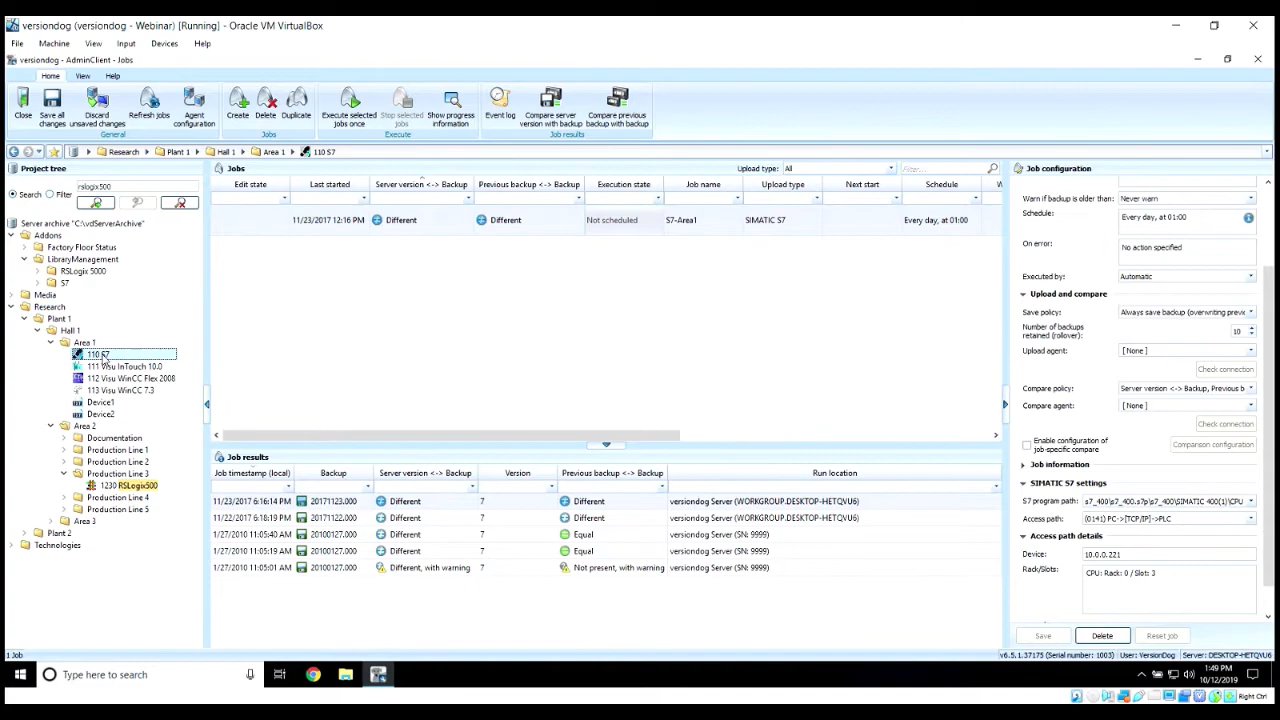 versiondog (versiondog - Webinar) [Running] - Oracle VM VirtualBox
File Machine View Input Devices Help
versiondog - AdminClient - Jobs
Home View Help
Close Save all changes Discard unsaved changes Refresh jobs Agent configuration Create Delete Duplicate Execute selected jobs once Stop selected jobs Show progress information Event log Compare server version with backup Compare previous backup with backup
General Jobs Execute Job results
Research Plant 1 Hall 1 Area 1 110 S7
Project tree
rslogix500
Search Filter
Server archive "C:\vdServerArchive"
Addons
Factory Floor Status
LibraryManagement
RSLogix 5000
S7
Media
Research
Plant 1
Hall 1
Area 1
110 S7
111 Visu InTouch 10.0
112 Visu WinCC Flex 2008
113 Visu WinCC 7.3
Device1
Device2
Area 2
Documentation
Production Line 1
Production Line 2
Production Line 3
1230 RSLogix500
Production Line 4
Production Line 5
Area 3
Plant 2
Technologies
Jobs Upload type: All Filter...
Edit state Last started Server version <-> Backup Previous backup <-> Backup Execution state Job name Upload type Next start Schedule W
11/23/2017 12:16 PM Different Different Not scheduled S7-Area1 SIMATIC S7 Every day, at 01:00
Job results
Job timestamp (local) Backup Server version <-> Backup Version Previous backup <-> Backup Run location
11/23/2017 6:16:14 PM 20171123.000 Different 7 Different versiondog Server (WORKGROUP.DESKTOP-HETQVU6)
11/22/2017 6:18:19 PM 20171122.000 Different 7 Different versiondog Server (WORKGROUP.DESKTOP-HETQVU6)
1/27/2010 11:05:40 AM 20100127.000 Different 7 Equal versiondog Server (SN: 9999)
1/27/2010 11:05:19 AM 20100127.000 Different 7 Equal versiondog Server (SN: 9999)
1/27/2010 11:05:01 AM 20100127.000 Different, with warning 7 Not present, with warning versiondog Server (SN: 9999)
Job configuration
Warn if backup is older than: Never warn
Schedule: Every day, at 01:00
On error: No action specified
Executed by: Automatic
Upload and compare
Save policy: Always save backup (overwriting previo
Number of backups retained (rollover): 10
Upload agent: [ None ]
Check connection
Compare policy: Server version <-> Backup, Previous b
Compare agent: [ None ]
Check connection
Enable configuration of job-specific compare Comparison configuration
Job information
SIMATIC S7 settings
S7 program path: s7_400\s7_400.s7p\s7_400\SIMATIC 400(1)\CPU
Access path: (0141) PC->[TCP/IP]->PLC
Access path details
Device: 10.0.0.221
Rack/Slots: CPU: Rack: 0 / Slot: 3
Save Delete Reset job
1 Job v6.5.1.37175 (Serial number: 1003) User: VersionDog Server: DESKTOP-HETQVU6
Type here to search 1:49 PM
10/12/2019
Right Ctrl